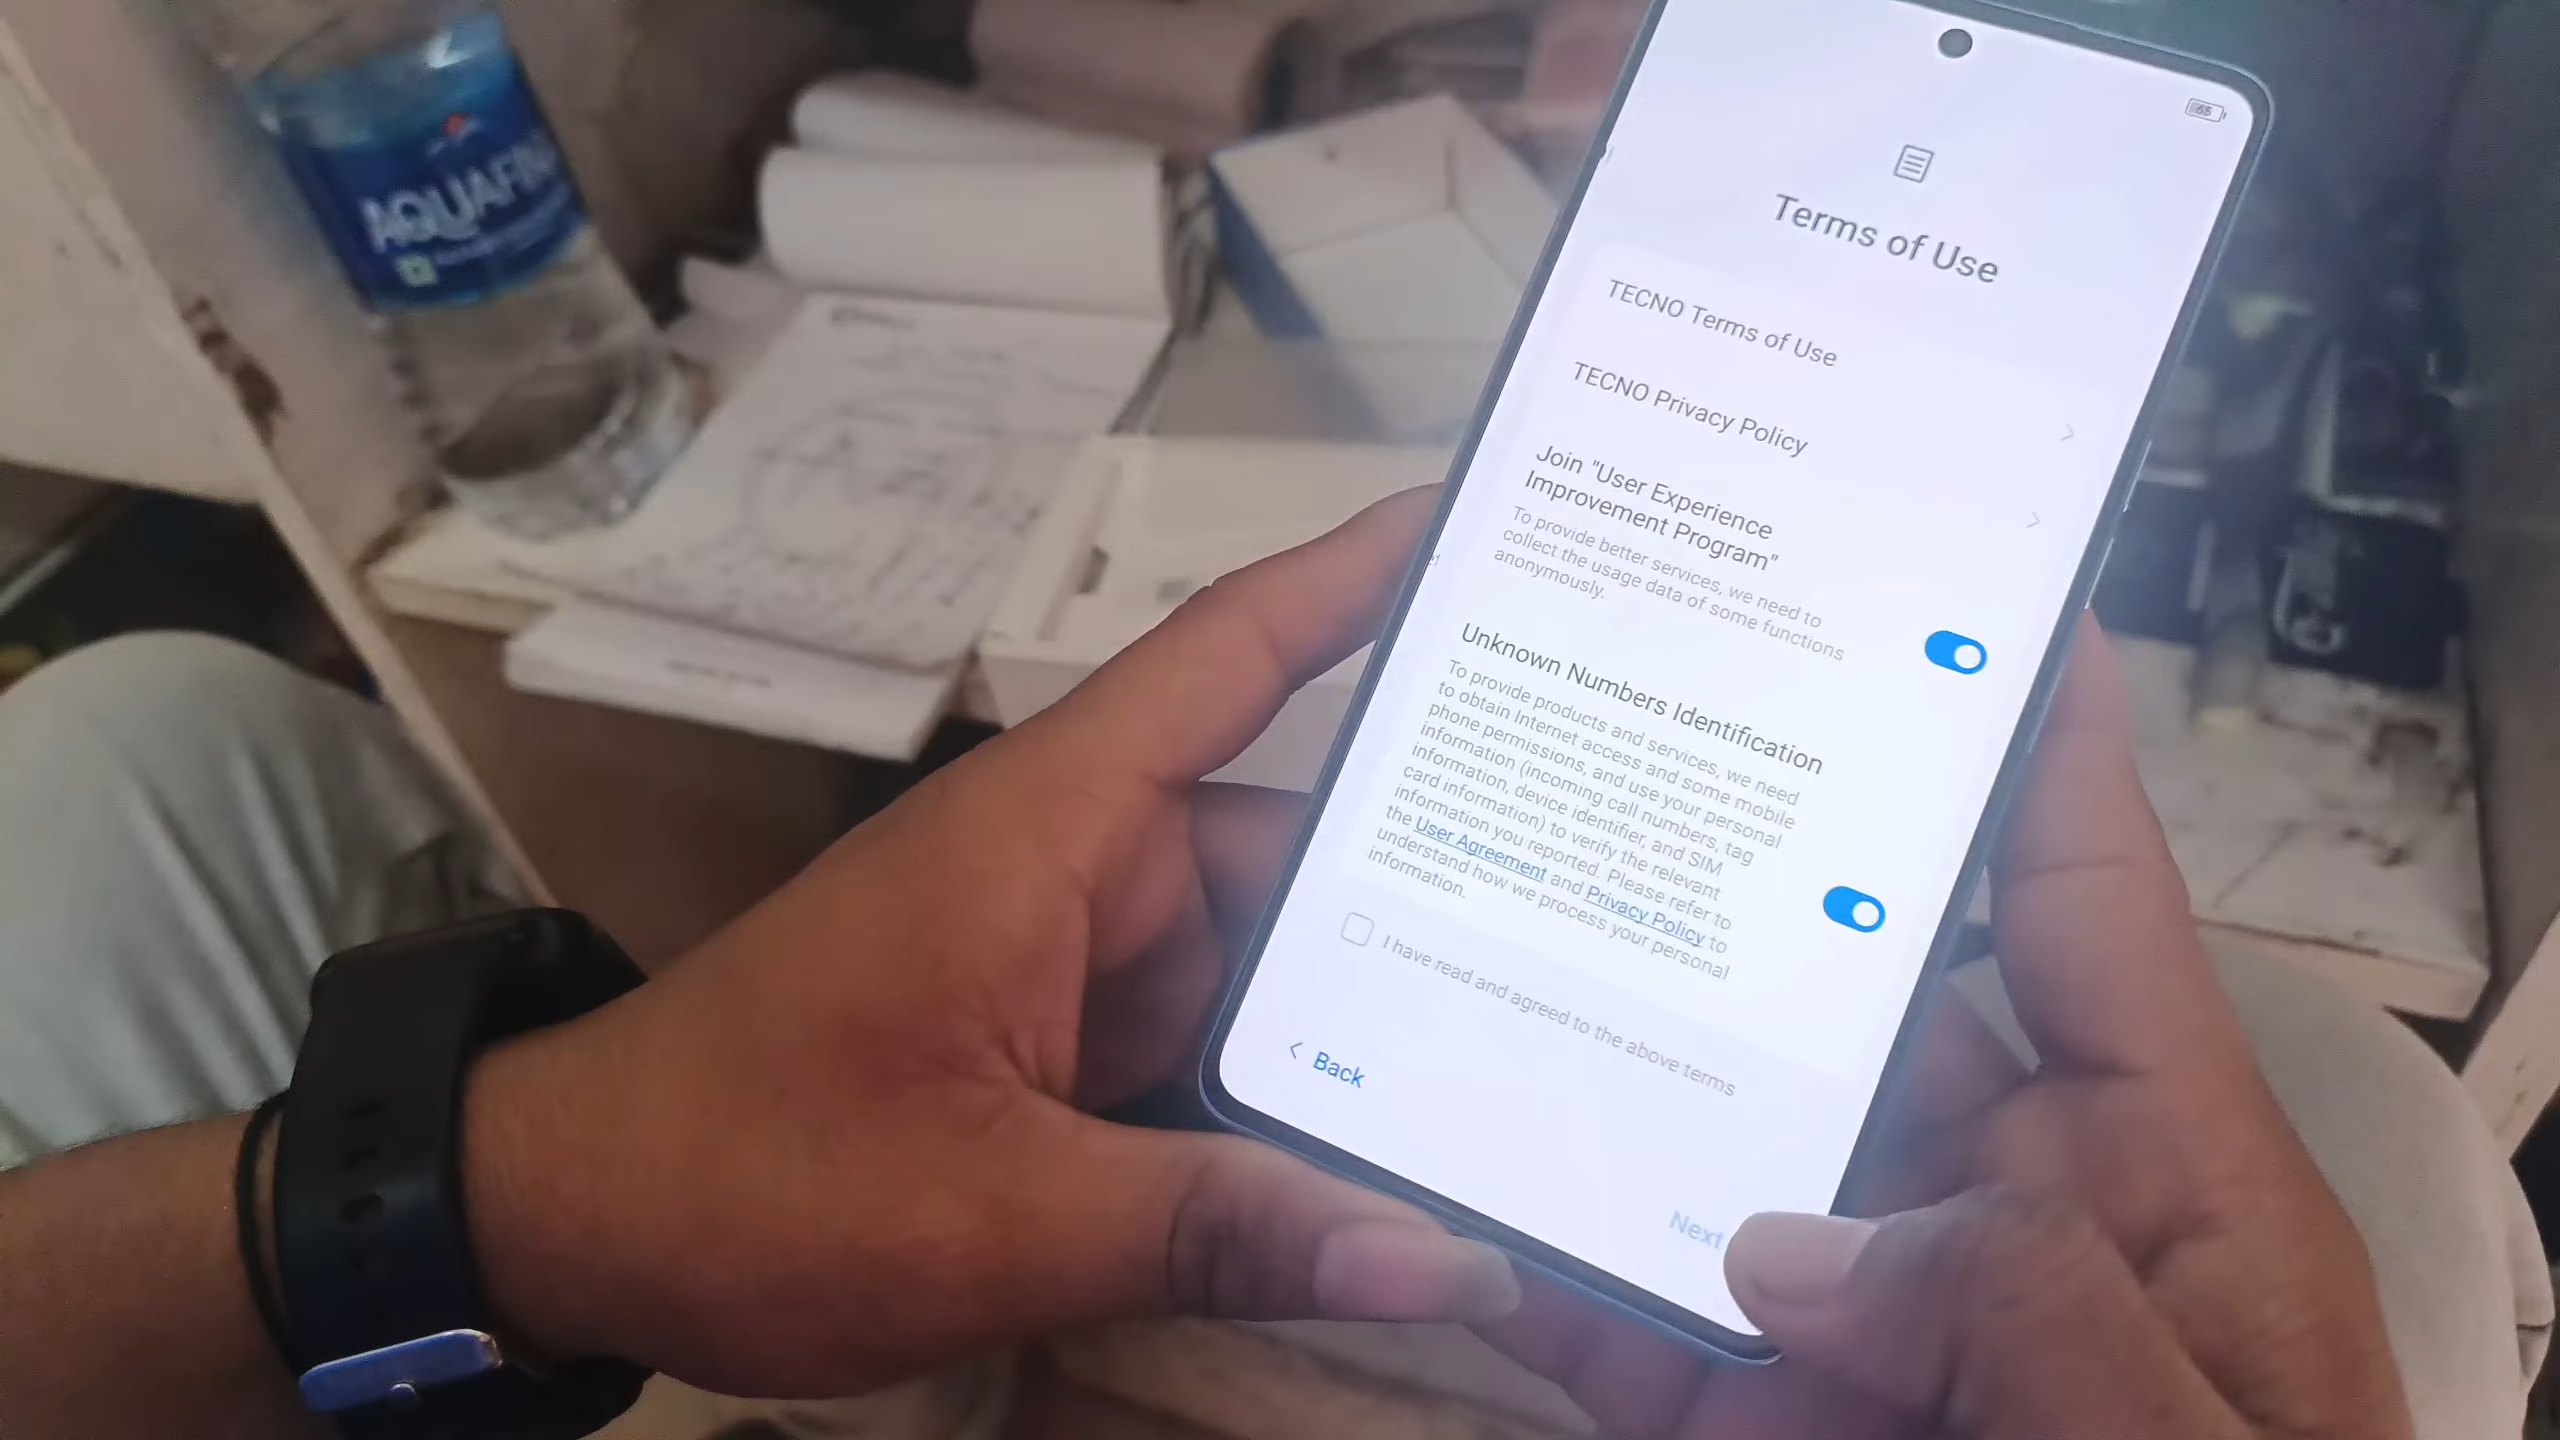 AQUAFIN
65
Terms of Use
TECNO Terms of Use
TECNO Privacy Policy
Join "User Experience
Improvement Program"
To provide better services, we need to
collect the usage data of some functions
anonymously.
Unknown Numbers Identification
To provide products and services, we need
to obtain Internet access and some mobile
phone permissions, and use your personal
information (incoming call numbers, tag
information, device identifier, and SIM
card information) to verify the relevant
information you reported. Please refer to
the User Agreement and Privacy Policy to
understand how we process your personal
information.
I have read and agreed to the above terms
Back
Next